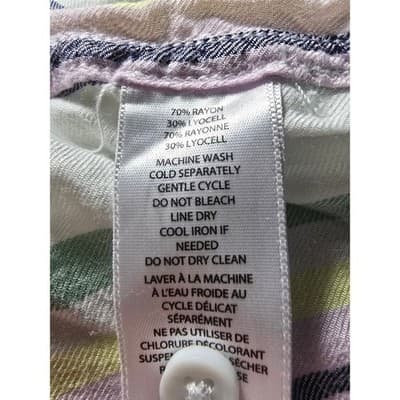 70% RAYON
30% LYOCELL
70% RAYONNE
30% LYOCELL
MACHINE WASH
COLD SEPARATELY
GENTLE CYCLE
DO NOT BLEACH
LINE DRY
COOL IRON IF
NEEDED
DO NOT DRY CLEAN
LAVER À LA MACHINE
À L'EAU FROIDE AU
CYCLE DÉLICAT
SÉPARÉMENT
NE PAS UTILISER DE
CHLORURE DÉCOLORANT
SÉCHER